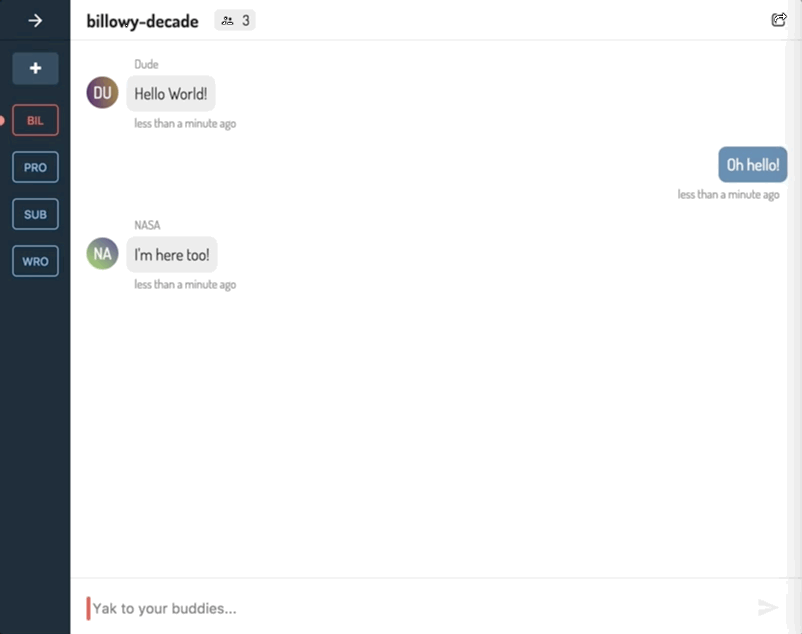 billowy-decade 3
+
BIL
PRO
SUB
WRO
Dude
DU
Hello World!
less than a minute ago
Oh hello!
less than a minute ago
NASA
NA
I'm here too!
less than a minute ago
Yak to your buddies...